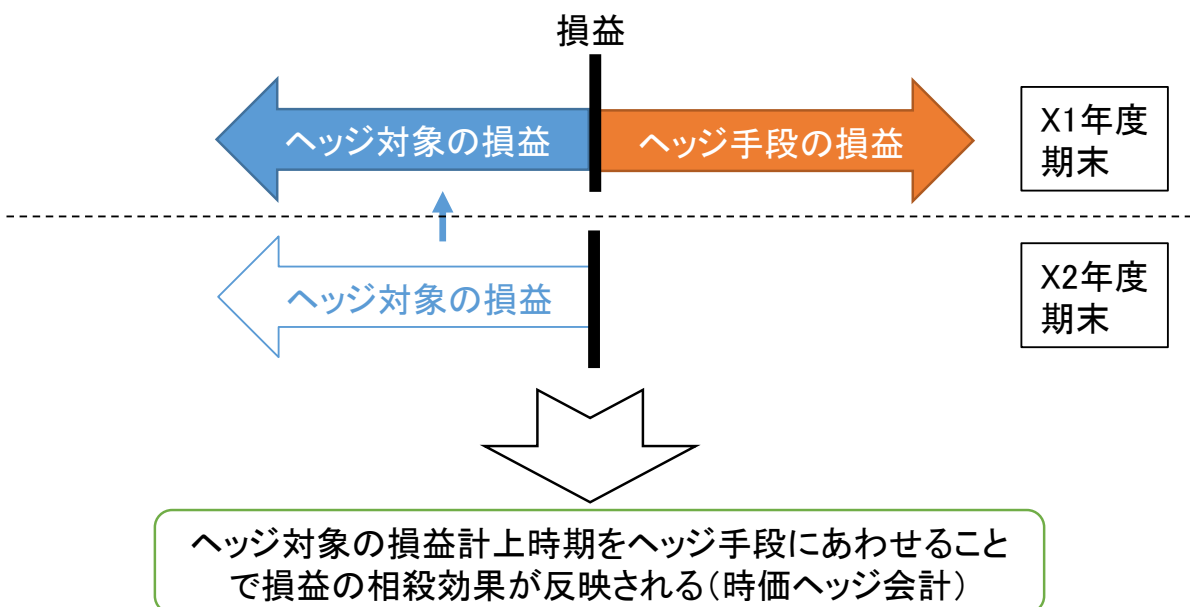 損益
ヘッジ対象の損益
ヘッジ手段の損益
X1年度
期末
ヘッジ対象の損益
X2年度
期末
ヘッジ対象の損益計上時期をヘッジ手段にあわせること
で損益の相殺効果が反映される(時価ヘッジ会計)